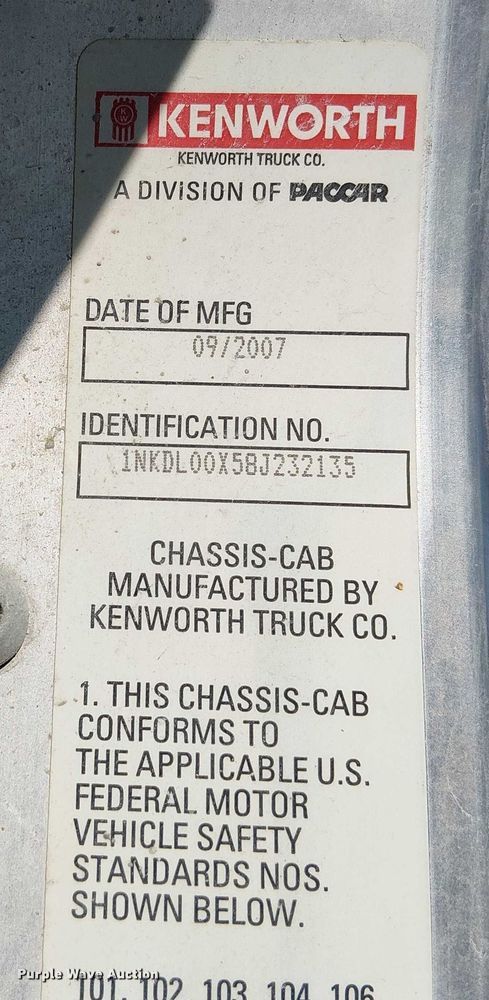 KW
KENWORTH
KENWORTH TRUCK CO.
A DIVISION OF PACCAR
DATE OF MFG
09/2007
IDENTIFICATION NO.
1NKDL00X58J232135
CHASSIS-CAB
MANUFACTURED BY
KENWORTH TRUCK CO.
1. THIS CHASSIS-CAB
CONFORMS TO
THE APPLICABLE U.S.
FEDERAL MOTOR
VEHICLE SAFETY
STANDARDS NOS.
SHOWN BELOW.
101, 102, 103, 104, 106,
Purple Wave Auction